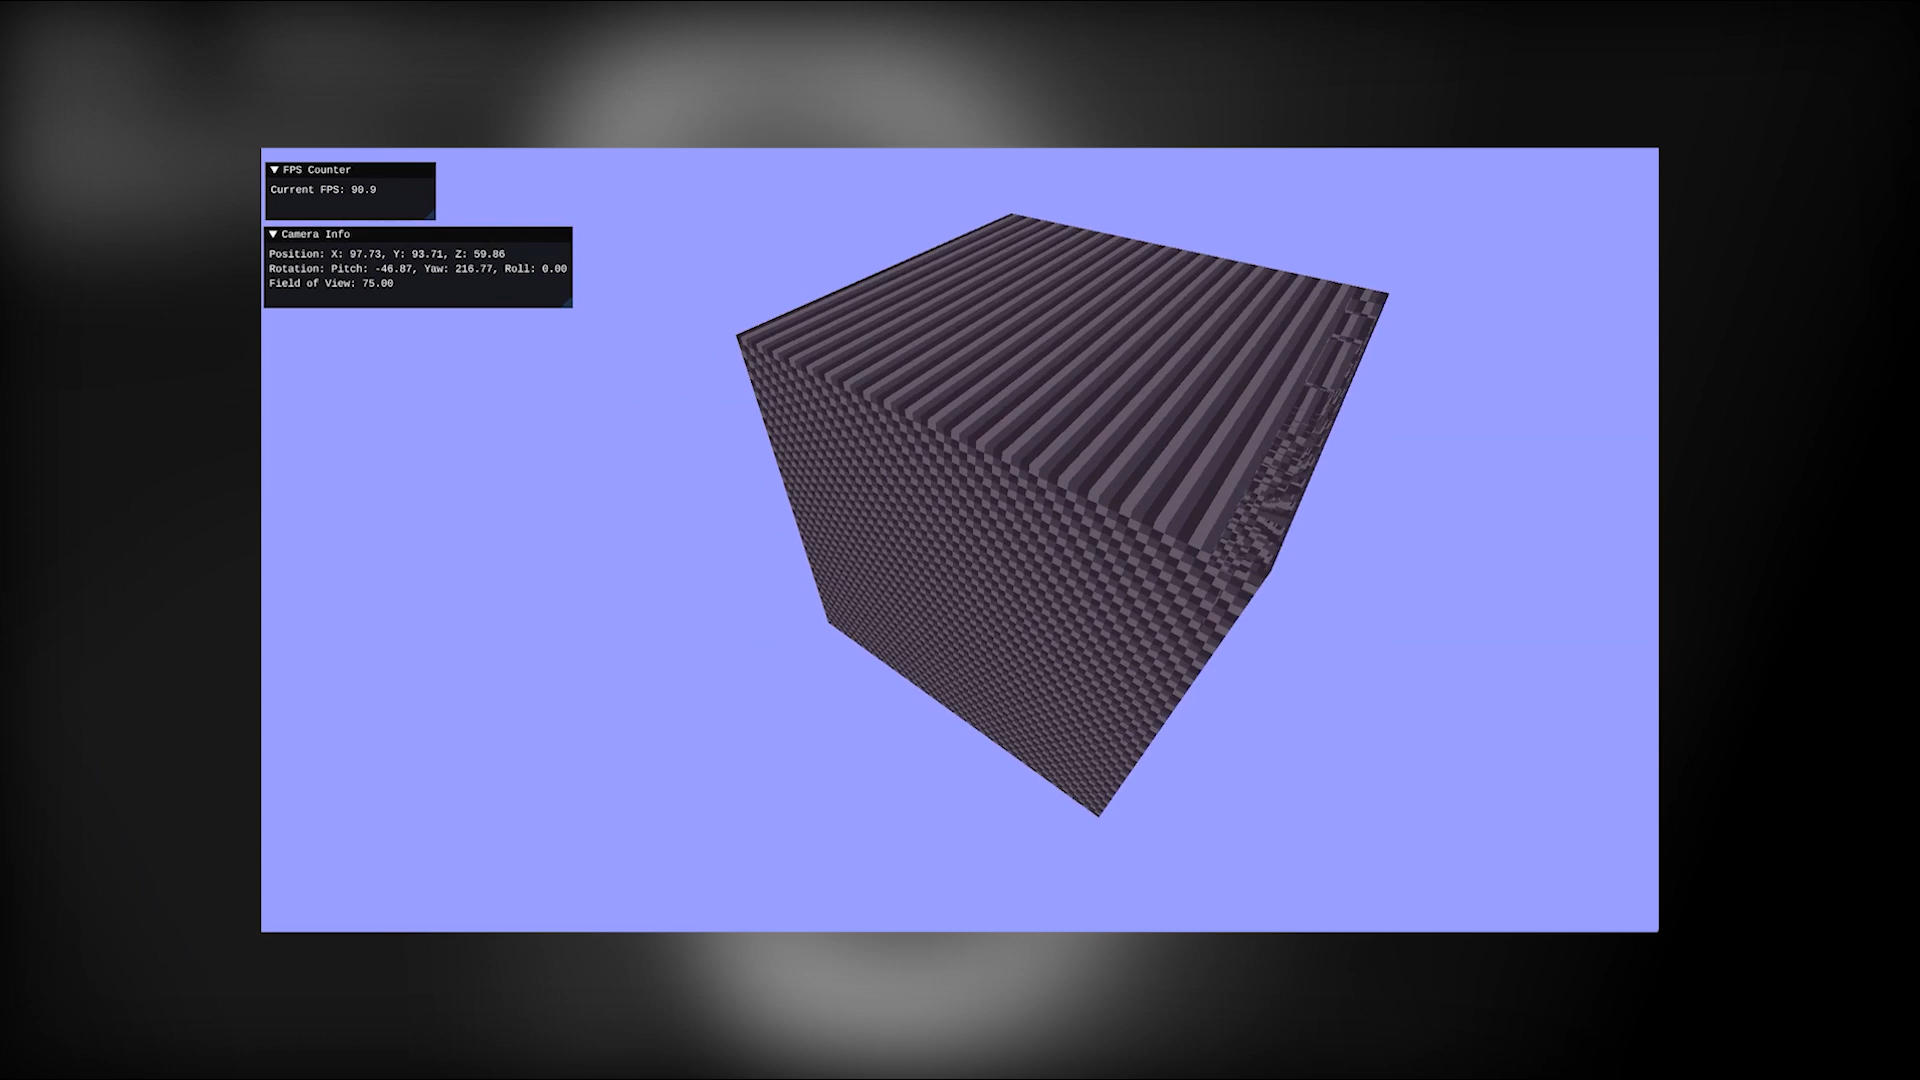 FPS Counter
Current FPS: 90.9
Camera Info
Position: X: 97.73, Y: 93.71, Z: 59.86
Rotation: Pitch: -46.87, Yaw: 216.77, Roll: 0.00
Field of View: 75.00